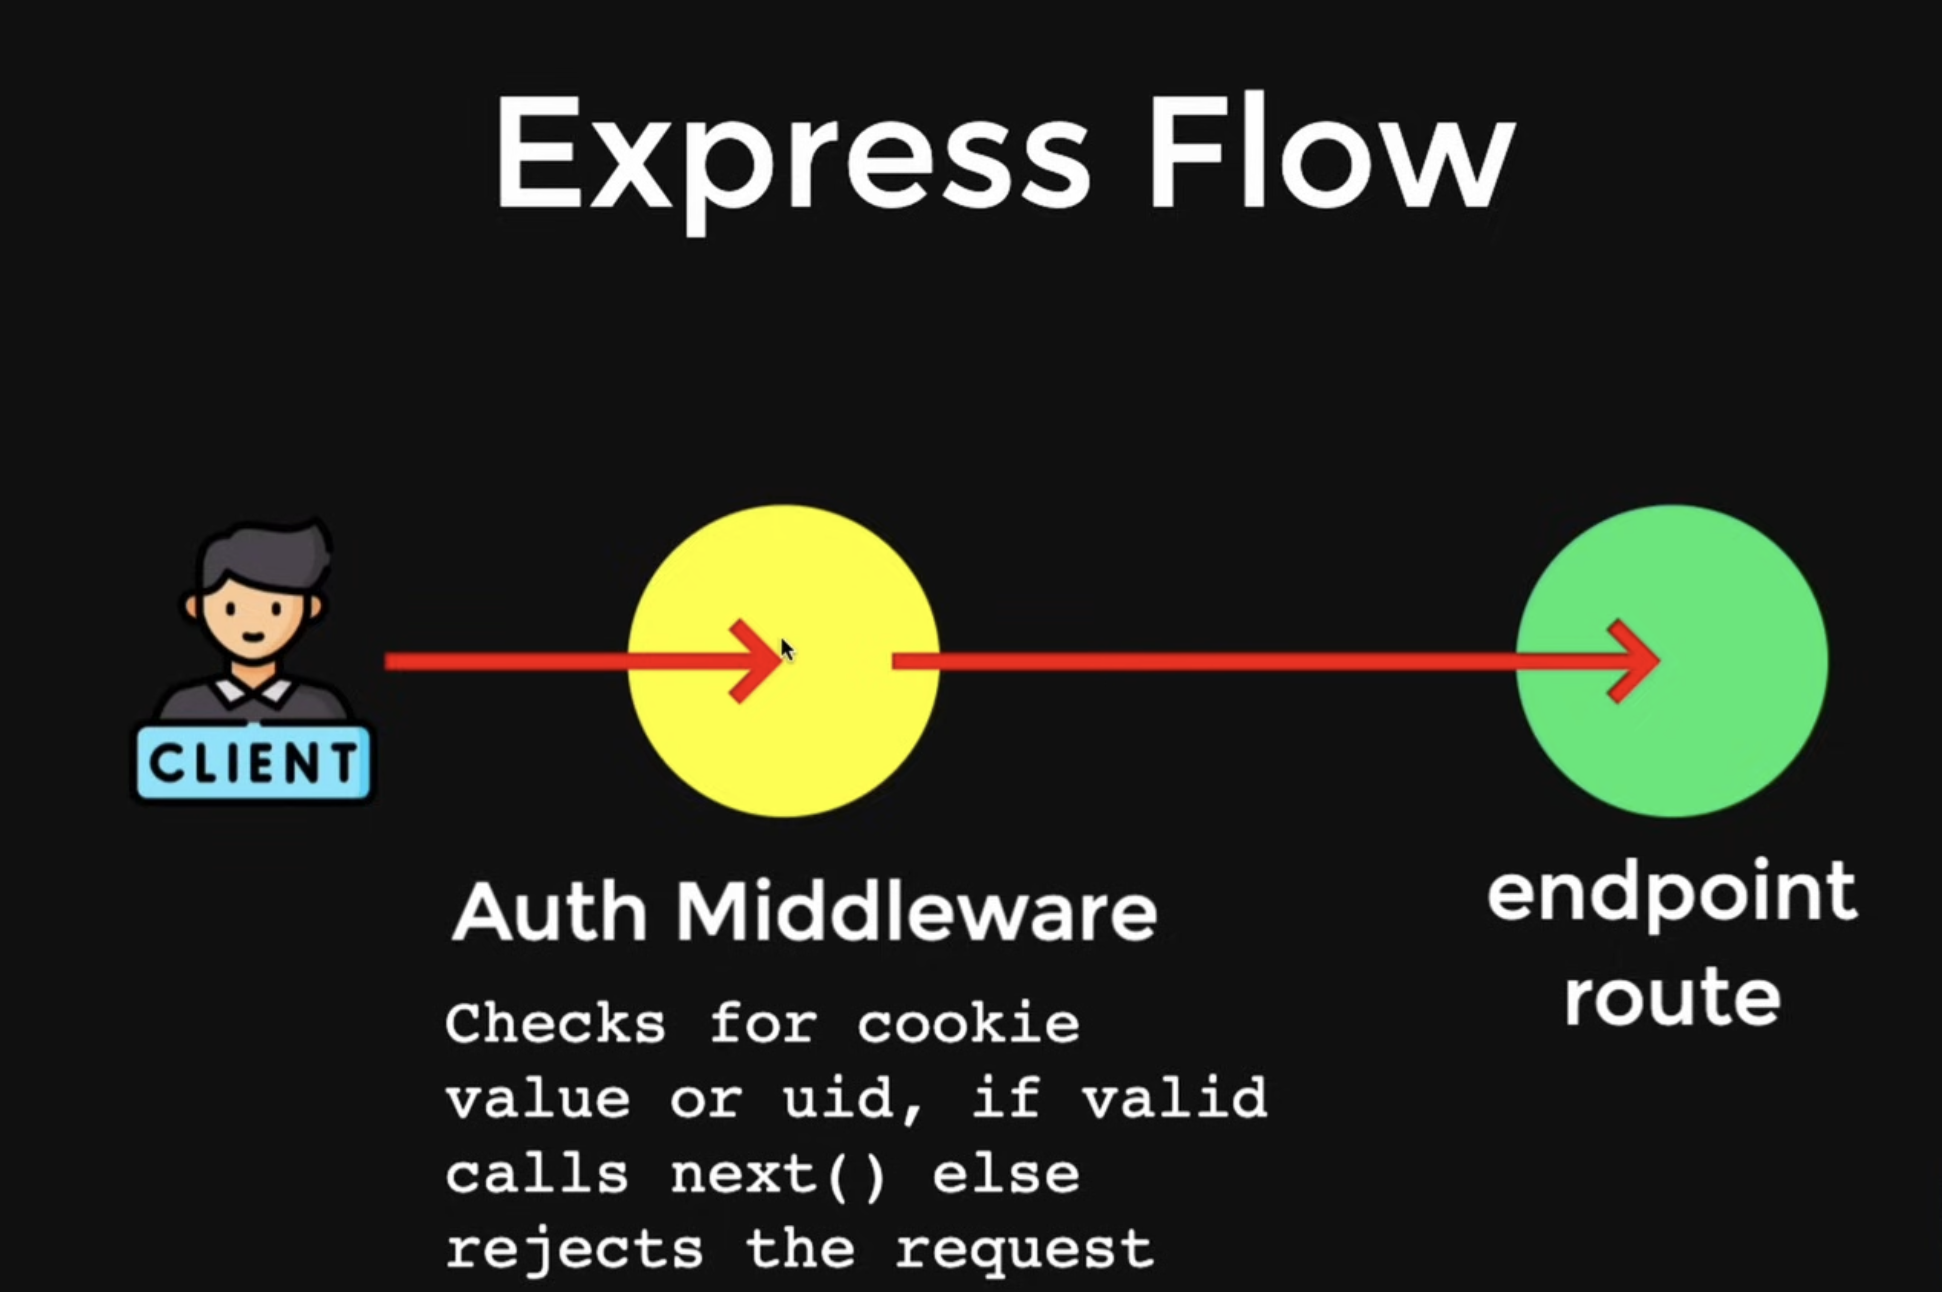 Express Flow
CLIENT
Auth Middleware
Checks for cookie
value or uid, if valid
calls next() else
rejects the request
endpoint
route